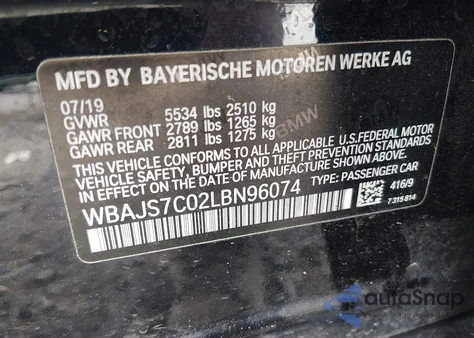 MFD BY BAYERISCHE MOTOREN WERKE AG
07/19
GVWR 5534 lbs 2510 kg
GAWR FRONT 2789 lbs 1265 kg
GAWR REAR 2811 lbs 1275 kg
THIS VEHICLE CONFORMS TO ALL APPLICABLE U.S.FEDERAL MOTOR
VEHICLE SAFETY, BUMPER AND THEFT PREVENTION STANDARDS
IN EFFECT ON THE DATE OF MANUFACTURE SHOWN ABOVE.
WBAJS7C02LBN96074 TYPE: PASSENGER CAR
416/9
7 315 814
BMW
autoSnap